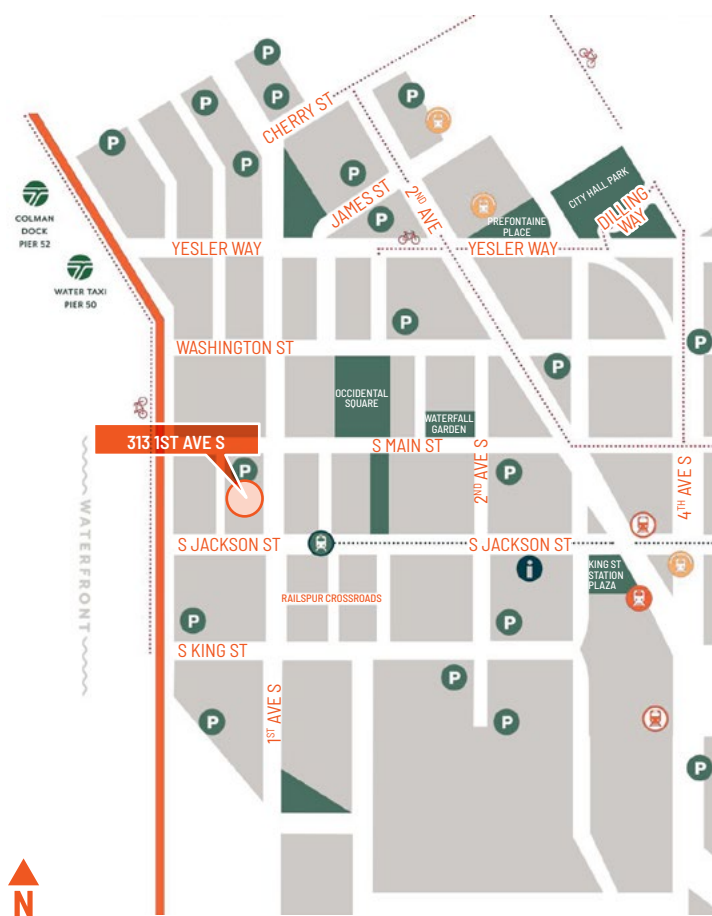 P
P
P
P
P
CHERRY ST
P
P
P
P
JAMES ST
2ND AVE
CITY HALL PARK
DILLING
WAY
PREFONTAINE
PLACE
COLMAN
DOCK
PIER 52
YESLER WAY
YESLER WAY
WATER TAXI
PIER 50
P
WASHINGTON ST
P
P
OCCIDENTAL
SQUARE
WATERFALL
GARDEN
313 1ST AVE S
S MAIN ST
P
P
2ND AVE S
4TH AVE S
WATERFRONT
S JACKSON ST
S JACKSON ST
i
KING ST
STATION
PLAZA
RAILSPUR CROSSROADS
P
P
S KING ST
P
1ST AVE S
P
P
P
N